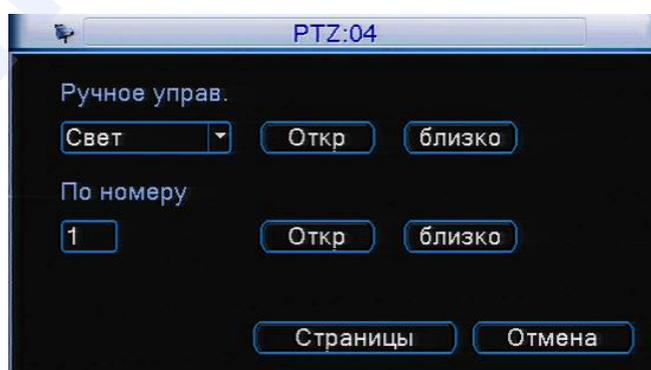 PTZ:04
Ручное управ.
Свет Откр близко
По номеру
1 Откр близко
Страницы Отмена